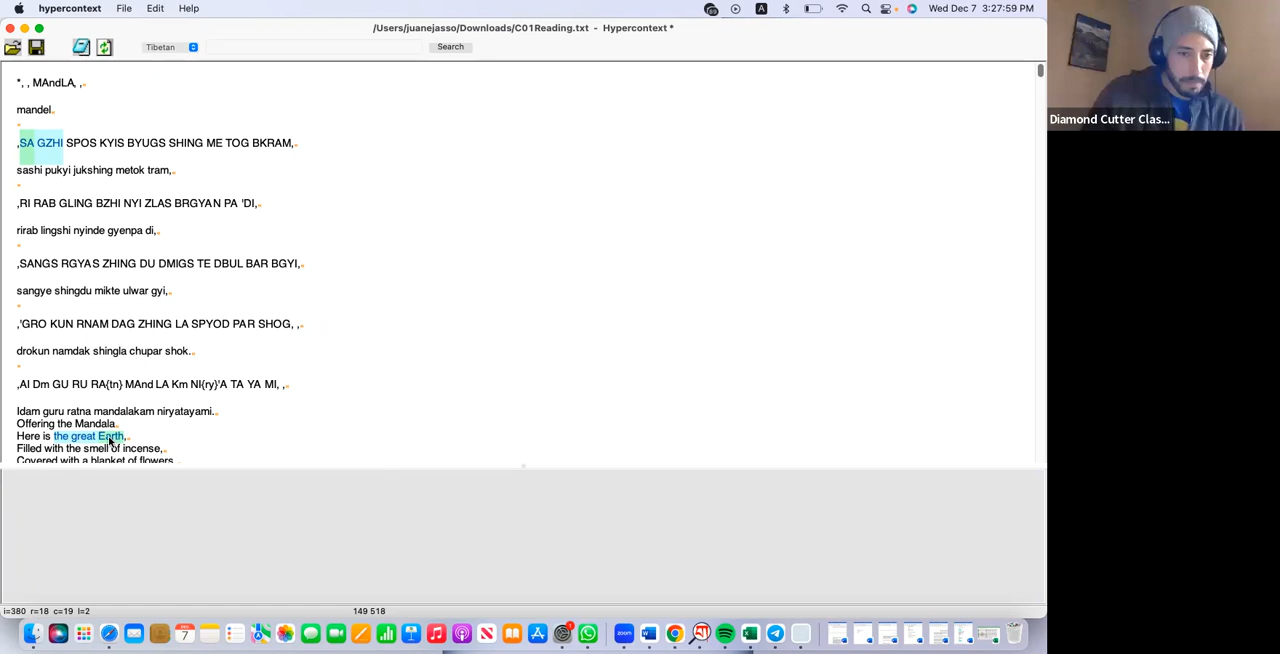 hypercontext File Edit Help Wed Dec 7 3:27:59 PM
/Users/juanejasso/Downloads/C01Reading.txt - Hypercontext *
Tibetan Search
*, , MAndLA, ,
mandel
,SA GZHI SPOS KYIS BYUGS SHING ME TOG BKRAM,
sashi pukyi jukshing metok tram,
,RI RAB GLING BZHI NYI ZLAS BRGYAN PA 'DI,
rirab lingshi nyinde gyenpa di,
,SANGS RGYAS ZHING DU DMIGS TE DBUL BAR BGYI,
sangye shingdu mikte ulwar gyi,
,'GRO KUN RNAM DAG ZHING LA SPYOD PAR SHOG, ,
drokun namdak shingla chupar shok.
,AI Dm GU RU RA{tn} MAnd LA Km NI{ry}'A TA YA MI, ,
Idam guru ratna mandalakam niryatayami.
Offering the Mandala
Here is the great Earth,
Filled with the smell of incense,
Covered with a blanket of flowers
i=380 r=18 c=19 l=2 149 518
Diamond Cutter Clas...